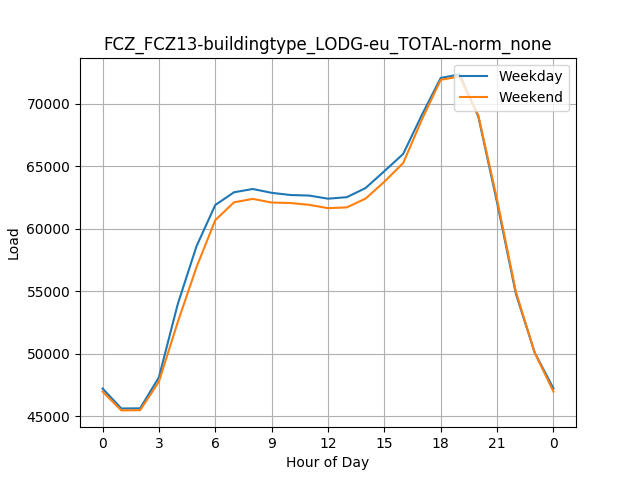 FCZ_FCZ13-buildingtype_LODG-eu_TOTAL-norm_none
Weekday
Weekend
70000
65000
60000
55000
50000
45000
Load
0 3 6 9 12 15 18 21 0
Hour of Day